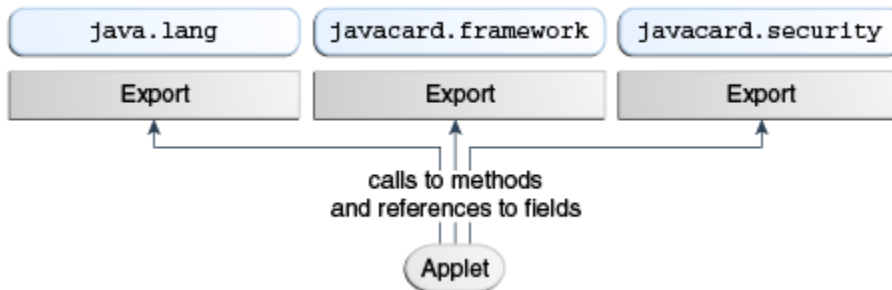 java.lang
javacard.framework
javacard.security
Export
Export
Export
calls to methods
and references to fields
Applet